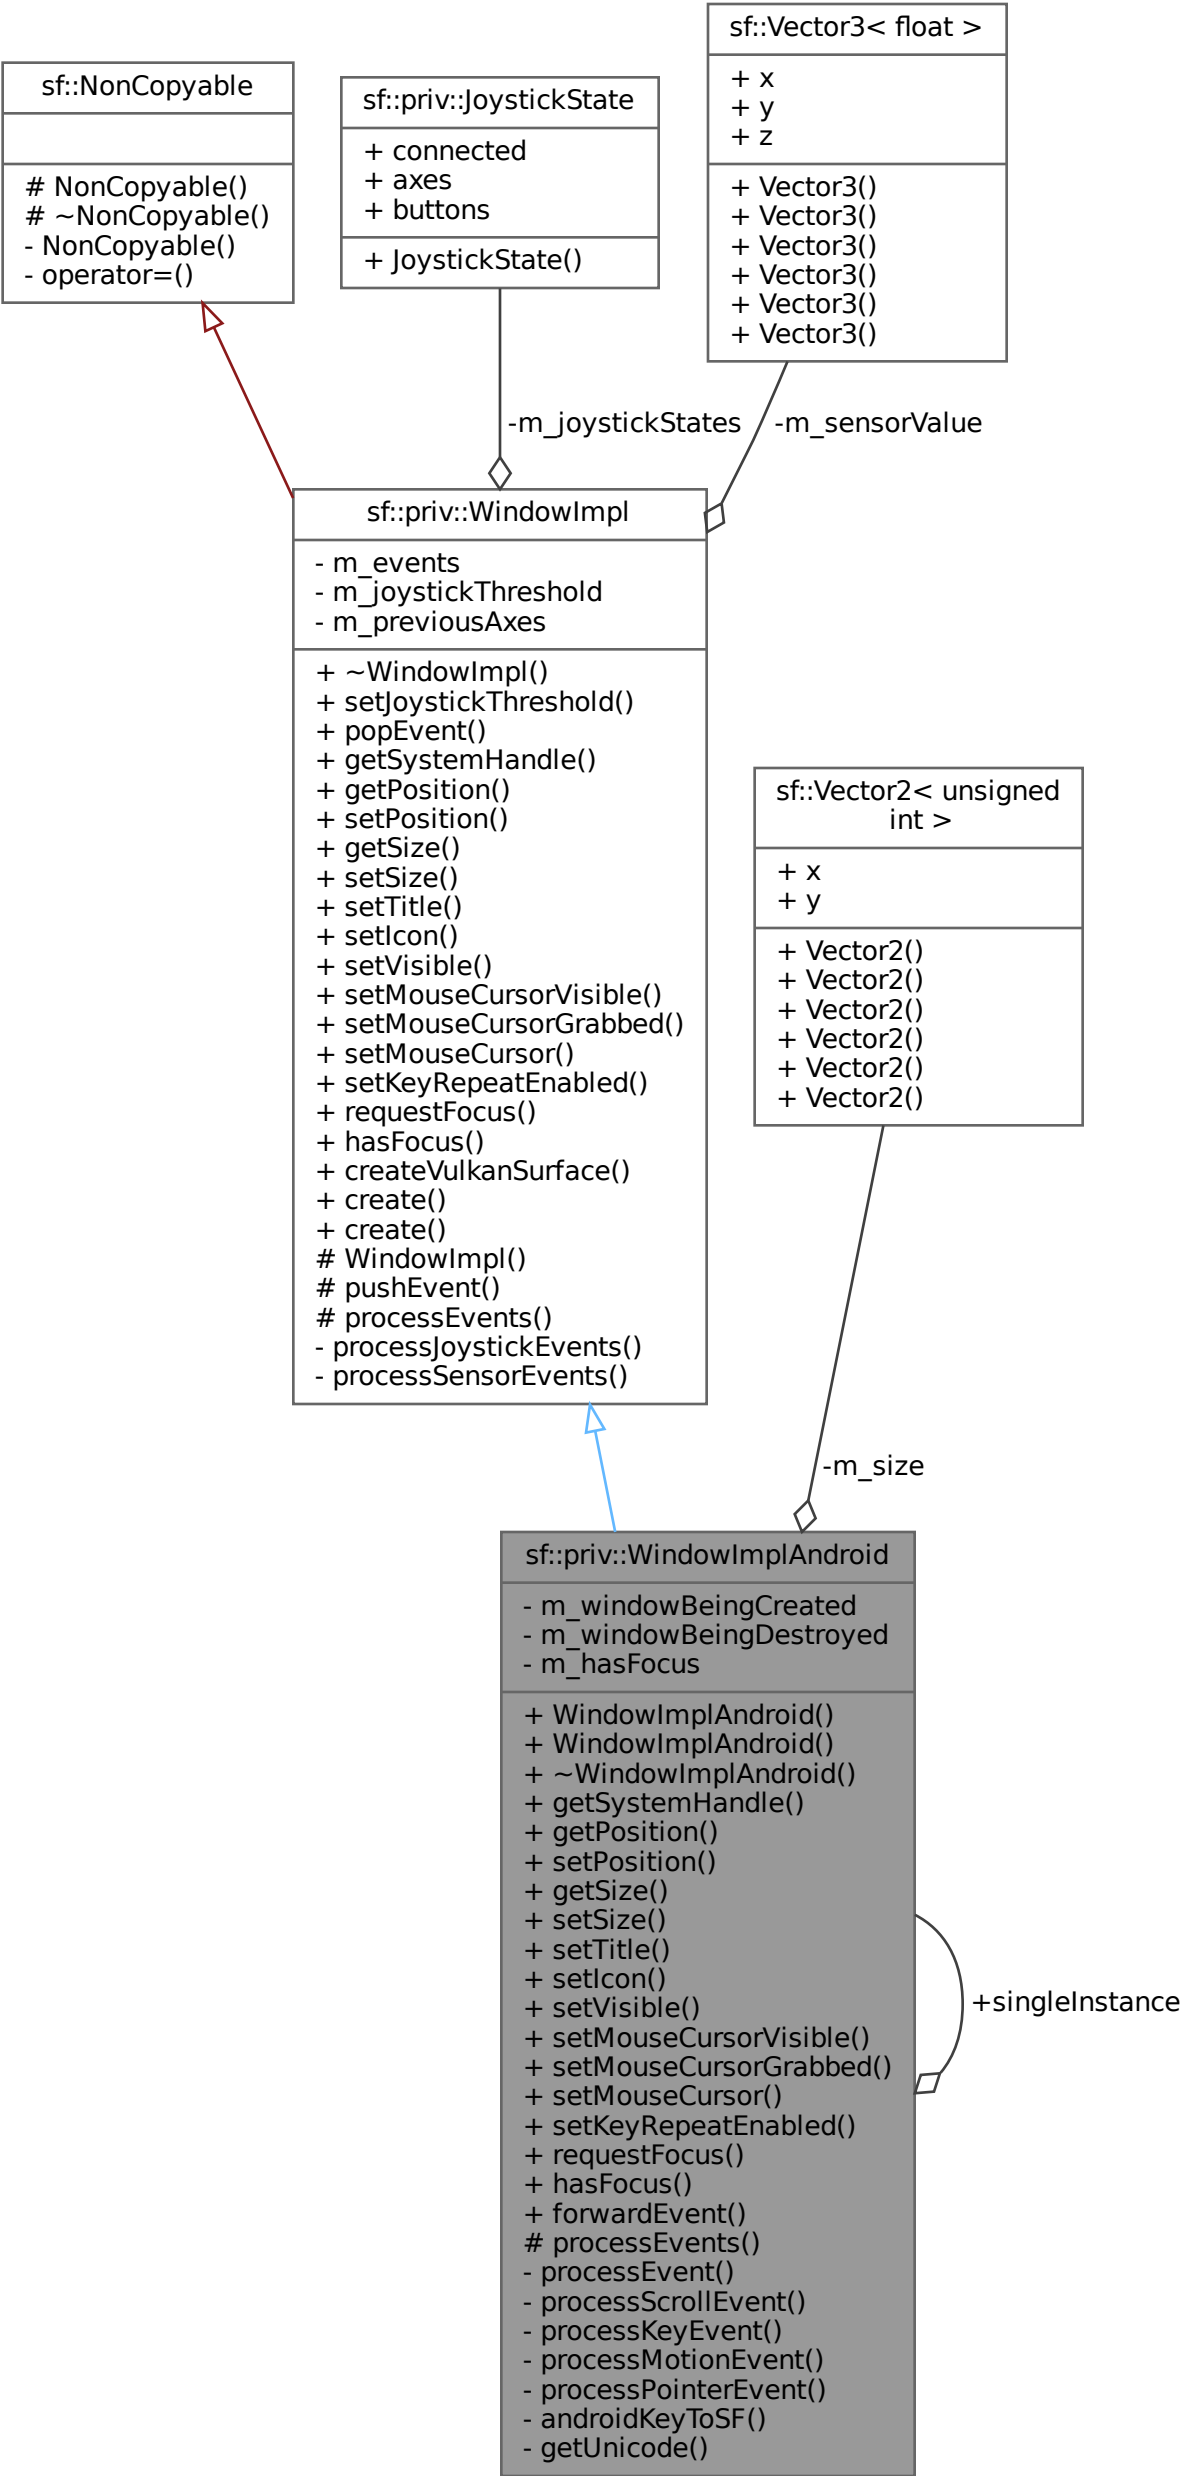 sf::Vector3< float >
+ x
+ y
+ z
+ Vector3()
+ Vector3()
+ Vector3()
+ Vector3()
+ Vector3()
+ Vector3()
sf::NonCopyable
# NonCopyable()
# ~NonCopyable()
- NonCopyable()
- operator=()
sf::priv::JoystickState
+ connected
+ axes
+ buttons
+ JoystickState()
-m_joystickStates
-m_sensorValue
sf::priv::WindowImpl
- m_events
- m_joystickThreshold
- m_previousAxes
+ ~WindowImpl()
+ setJoystickThreshold()
+ popEvent()
+ getSystemHandle()
+ getPosition()
+ setPosition()
+ getSize()
+ setSize()
+ setTitle()
+ setIcon()
+ setVisible()
+ setMouseCursorVisible()
+ setMouseCursorGrabbed()
+ setMouseCursor()
+ setKeyRepeatEnabled()
+ requestFocus()
+ hasFocus()
+ createVulkanSurface()
+ create()
+ create()
# WindowImpl()
# pushEvent()
# processEvents()
- processJoystickEvents()
- processSensorEvents()
sf::Vector2< unsigned
int >
+ x
+ y
+ Vector2()
+ Vector2()
+ Vector2()
+ Vector2()
+ Vector2()
+ Vector2()
-m_size
sf::priv::WindowImplAndroid
- m_windowBeingCreated
- m_windowBeingDestroyed
- m_hasFocus
+ WindowImplAndroid()
+ WindowImplAndroid()
+ ~WindowImplAndroid()
+ getSystemHandle()
+ getPosition()
+ setPosition()
+ getSize()
+ setSize()
+ setTitle()
+ setIcon()
+ setVisible()
+ setMouseCursorVisible()
+ setMouseCursorGrabbed()
+ setMouseCursor()
+ setKeyRepeatEnabled()
+ requestFocus()
+ hasFocus()
+ forwardEvent()
# processEvents()
- processEvent()
- processScrollEvent()
- processKeyEvent()
- processMotionEvent()
- processPointerEvent()
- androidKeyToSF()
- getUnicode()
+singleInstance